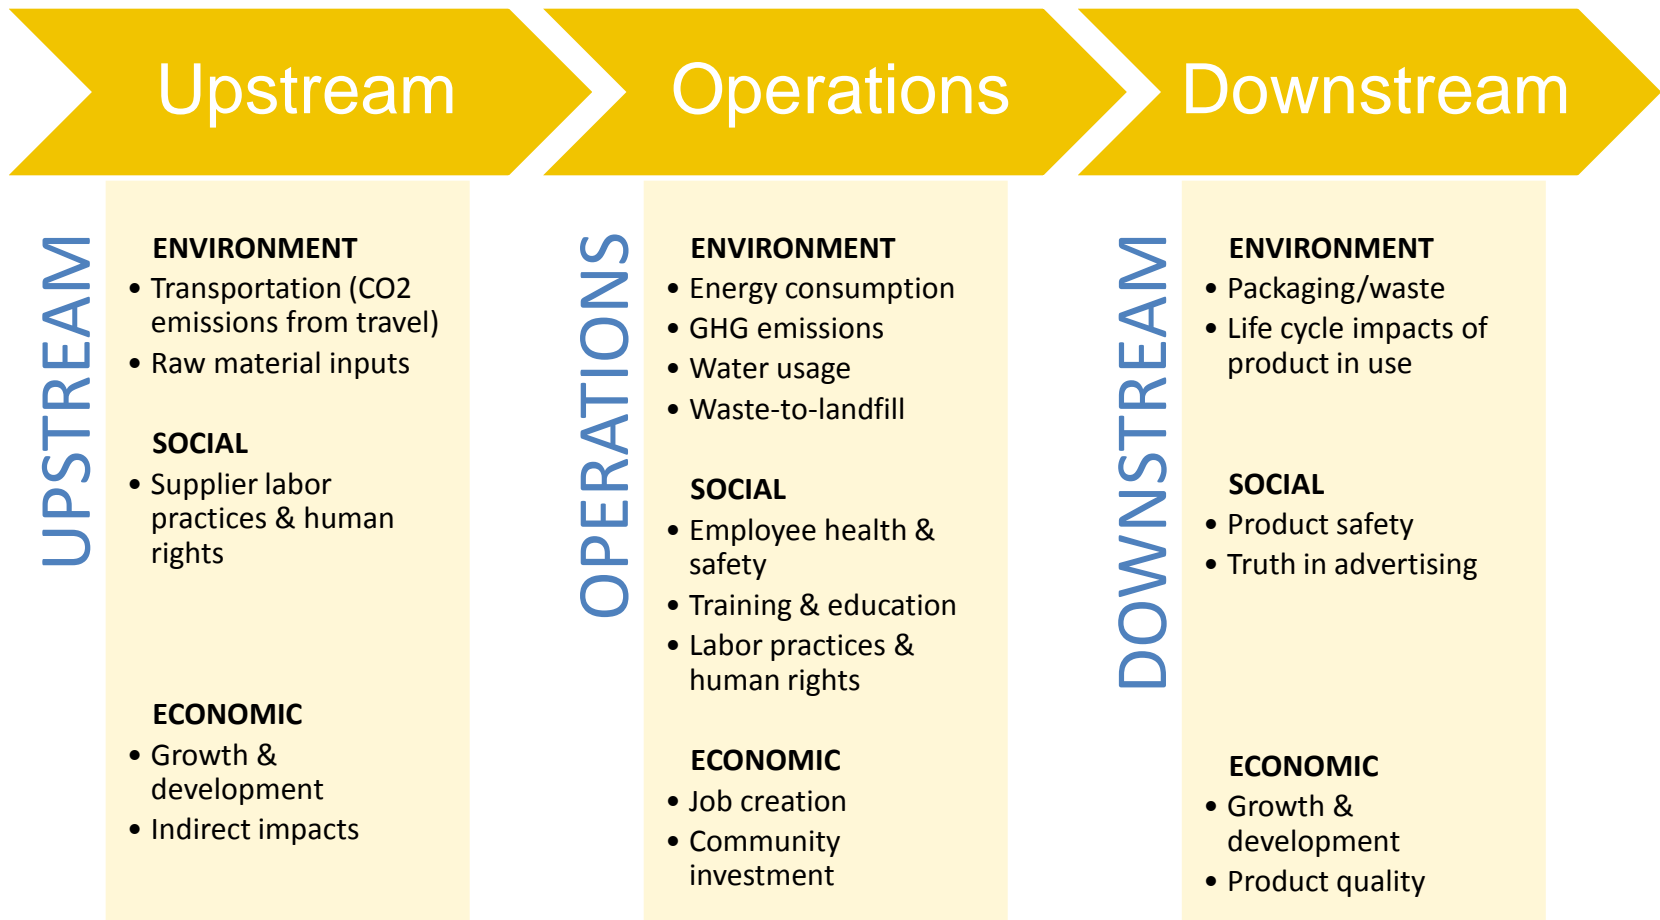 Upstream
Operations
Downstream
UPSTREAM
ENVIRONMENT
• Transportation (CO2
emissions from travel)
• Raw material inputs
SOCIAL
• Supplier labor
practices & human
rights
ECONOMIC
• Growth &
development
• Indirect impacts
OPERATIONS
ENVIRONMENT
• Energy consumption
• GHG emissions
• Water usage
• Waste-to-landfill
SOCIAL
• Employee health &
safety
• Training & education
• Labor practices &
human rights
ECONOMIC
• Job creation
• Community
investment
DOWNSTREAM
ENVIRONMENT
• Packaging/waste
• Life cycle impacts of
product in use
SOCIAL
• Product safety
• Truth in advertising
ECONOMIC
• Growth &
development
• Product quality